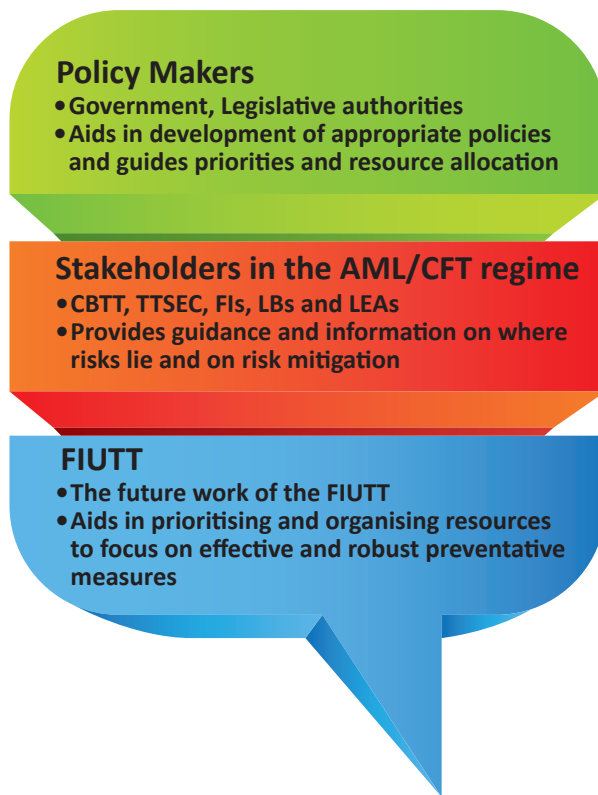 Policy Makers
•Government, Legislative authorities
•Aids in development of appropriate policies
and guides priorities and resource allocation
Stakeholders in the AML/CFT regime
•CBTT, TTSEC, FIs, LBs and LEAs
•Provides guidance and information on where
risks lie and on risk mitigation
FIUTT
•The future work of the FIUTT
•Aids in prioritising and organising resources
to focus on effective and robust preventative
measures